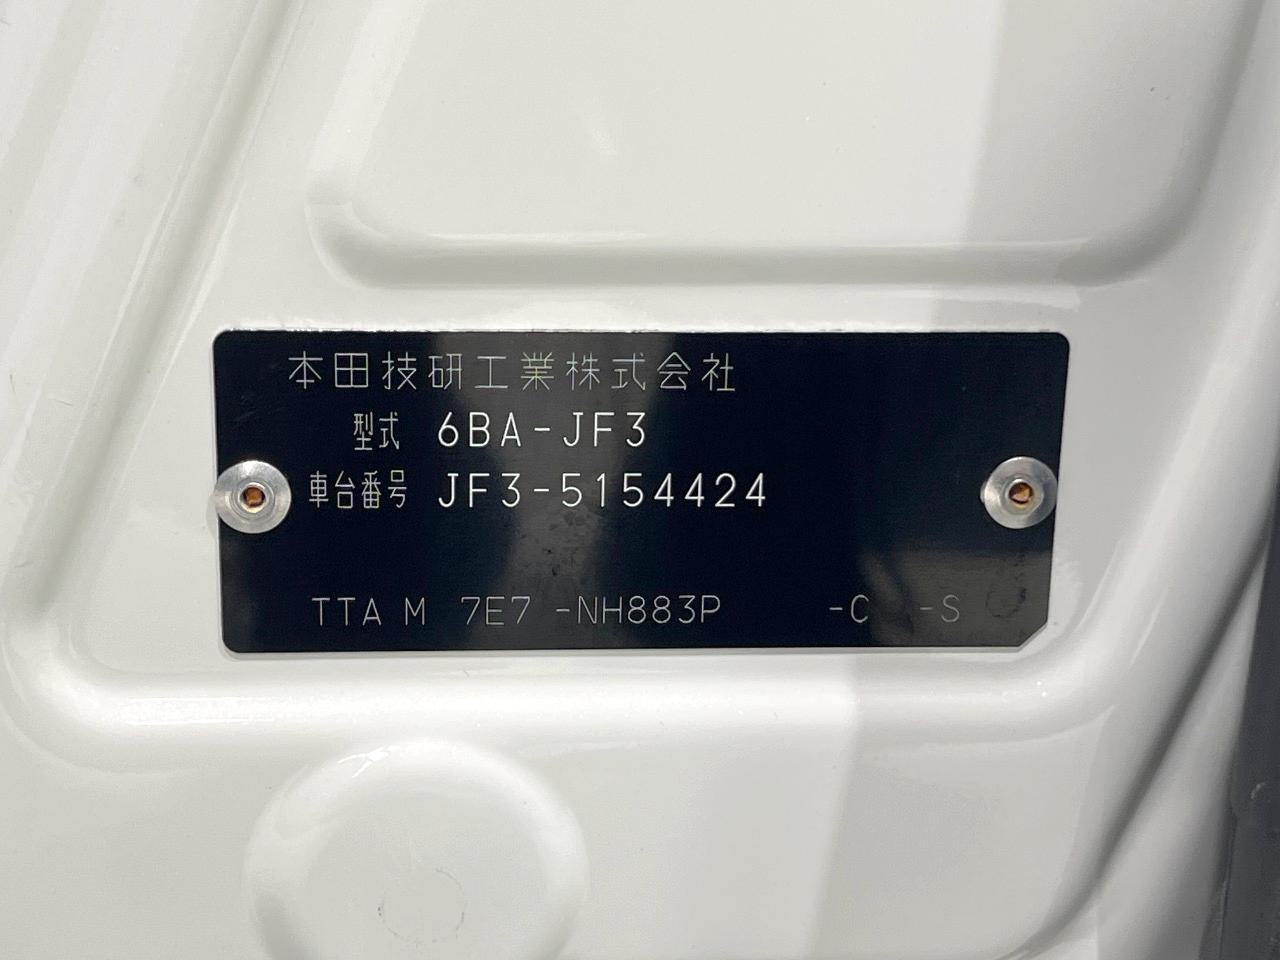 本田技研工業株式会社
型式 6BA-JF3
車台番号 JF3-5154424
TTA M 7E7 -NH883P -C -S